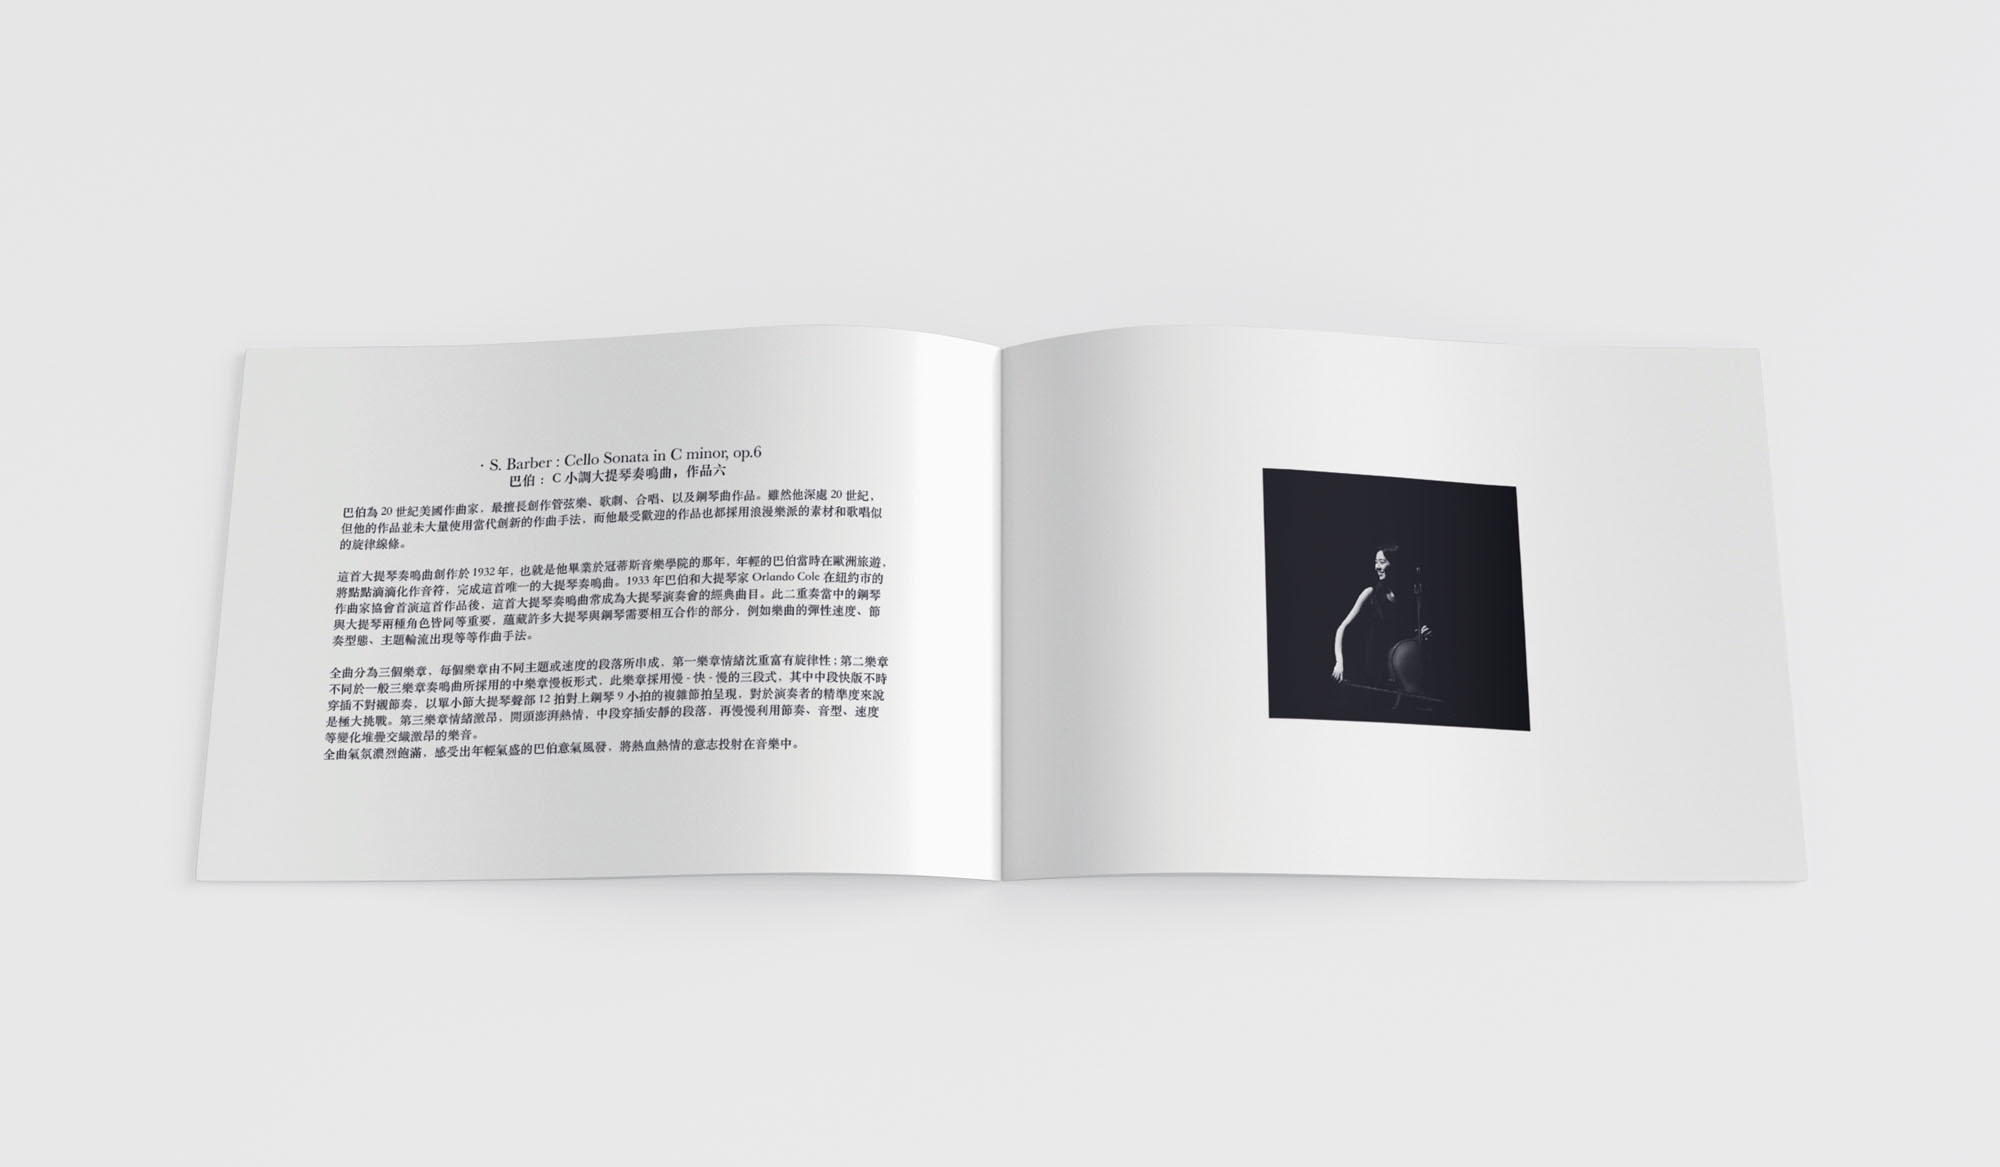 · S. Barber : Cello Sonata in C minor, op.6
巴伯 : C 小調大提琴奏鳴曲，作品六
巴伯為 20 世紀美國作曲家，最擅長創作管弦樂、歌劇、合唱、以及鋼琴曲作品。雖然他深處 20 世紀，
但他的作品並未大量使用當代創新的作曲手法，而他最受歡迎的作品也都採用浪漫樂派的素材和歌唱似
的旋律線條。
這首大提琴奏鳴曲創作於 1932 年，也就是他畢業於寇蒂斯音樂學院的那年，年輕的巴伯當時在歐洲旅遊，
將點點滴滴化作音符，完成這首唯一的大提琴奏鳴曲。1933 年巴伯和大提琴家 Orlando Cole 在紐約市的
作曲家協會首演這首作品後，這首大提琴奏鳴曲常成為大提琴演奏會的經典曲目。此二重奏當中的鋼琴
與大提琴兩種角色皆同等重要，蘊藏許多大提琴與鋼琴需要相互合作的部分，例如樂曲的彈性速度、節
奏型態、主題輪流出現等等作曲手法。
全曲分為三個樂章，每個樂章由不同主題或速度的段落所串成，第一樂章情緒沈重富有旋律性；第二樂章
不同於一般三樂章奏鳴曲所採用的中樂章慢板形式，此樂章採用慢 - 快 - 慢的三段式，其中中段快版不時
穿插不對襯節奏，以單小節大提琴聲部 12 拍對上鋼琴 9 小拍的複雜節拍呈現，對於演奏者的精準度來說
是極大挑戰。第三樂章情緒激昂，開頭澎湃熱情，中段穿插安靜的段落，再慢慢利用節奏、音型、速度
等變化堆疊交織激昂的樂音。
全曲氣氛濃烈飽滿，感受出年輕氣盛的巴伯意氣風發，將熱血熱情的意志投射在音樂中。